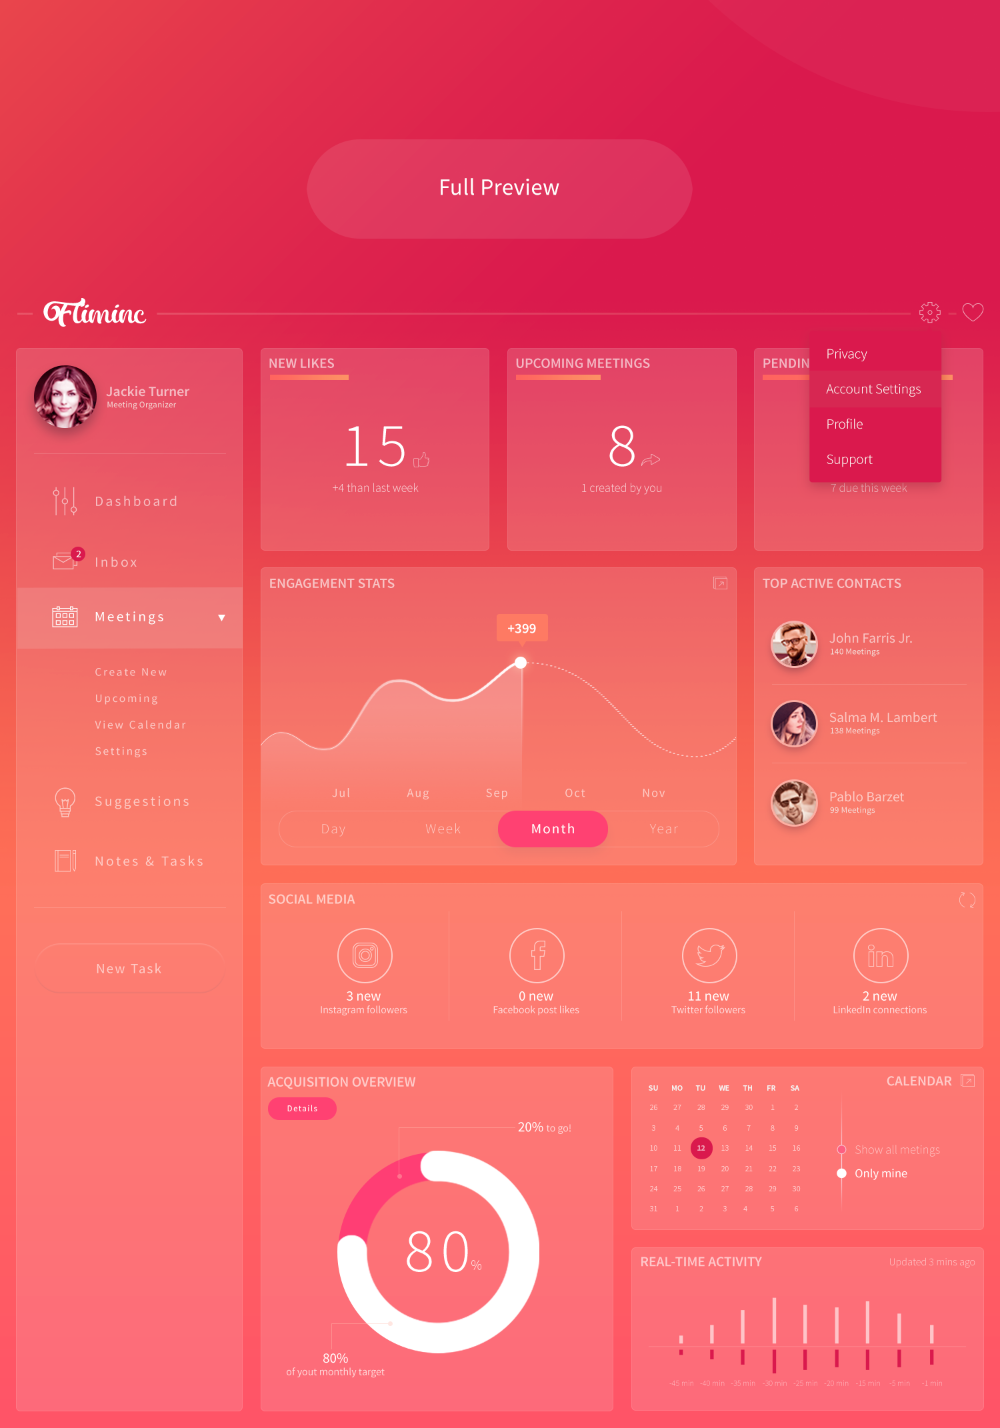 Full Preview
Fliminc
Jackie Turner
Meeting Organizer
Dashboard
2
Inbox
Meetings
Create New
Upcoming
View Calendar
Settings
Suggestions
Notes & Tasks
New Task
NEW LIKES
15
+4 than last week
UPCOMING MEETINGS
8
1 created by you
PENDIN
7 due this week
Privacy
Account Settings
Profile
Support
ENGAGEMENT STATS
+399
Jul Aug Sep Oct Nov
Day Week Month Year
TOP ACTIVE CONTACTS
John Farris Jr.
140 Meetings
Salma M. Lambert
138 Meetings
Pablo Barzet
99 Meetings
SOCIAL MEDIA
3 new
Instagram followers
0 new
Facebook post likes
11 new
Twitter followers
2 new
LinkedIn connections
ACQUISITION OVERVIEW
Details
20% to go!
80%
80%
of yout monthly target
CALENDAR
SU MO TU WE TH FR SA
26 27 28 29 30 1 2
3 4 5 6 7 8 9
10 11 12 13 14 15 16
17 18 19 20 21 22 23
24 25 26 27 28 29 30
31 1 2 3 4 5 6
Show all metings
Only mine
REAL-TIME ACTIVITY
Updated 3 mins ago
-45 min -40 min -35 min -30 min -25 min -20 min -15 min -5 min -1 min